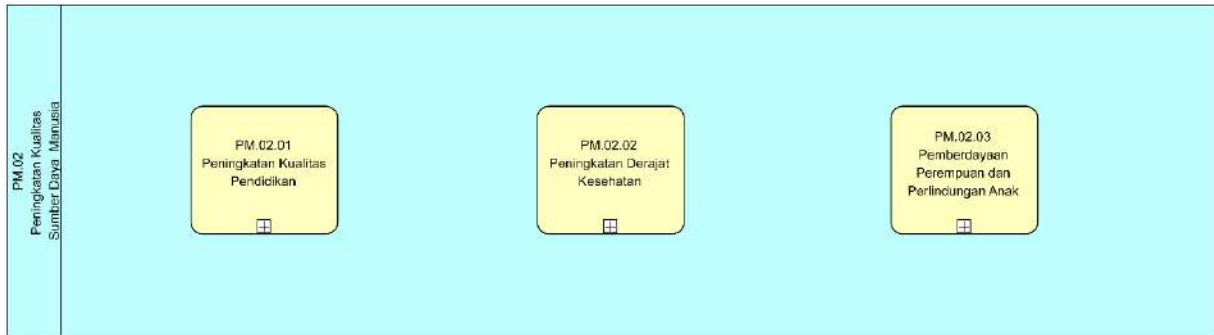 PM.02
Peningkatan Kualitas
Sumber Daya Manusia
PM.02.01
Peningkatan Kualitas
Pendidikan
PM.02.02
Peningkatan Derajat
Kesehatan
PM.02.03
Pemberdayaan
Perempuan dan
Perlindungan Anak